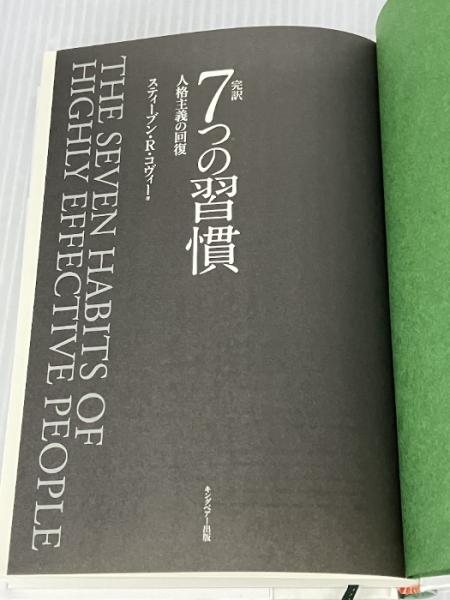 完訳
7つの習慣
人格主義の回復
スティーブン・R・コヴィー著
THE SEVEN HABITS OF
HIGHLY EFFECTIVE PEOPLE
キングベアー出版